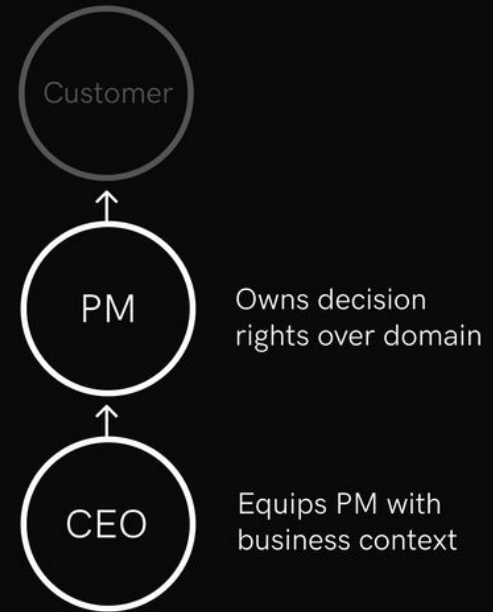 Customer
PM
Owns decision
rights over domain
CEO
Equips PM with
business context